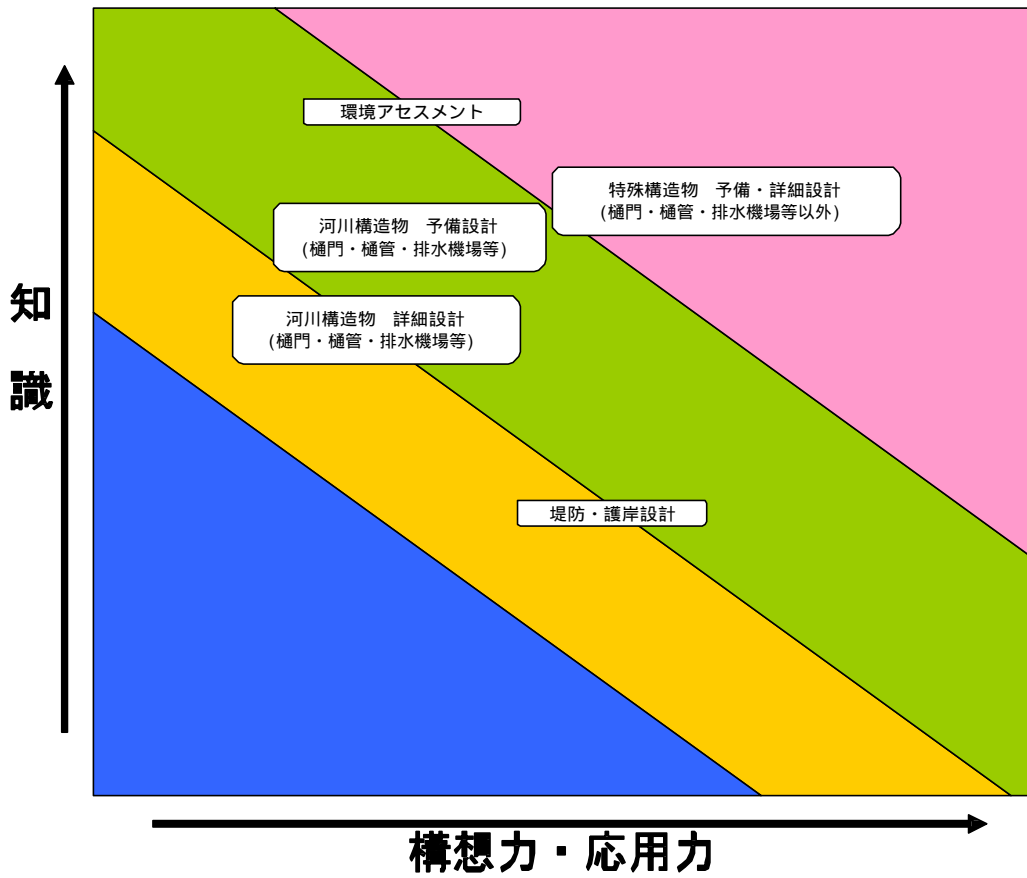 環境アセスメント
特殊構造物　予備・詳細設計
(樋門・樋管・排水機場等以外)
河川構造物　予備設計
(樋門・樋管・排水機場等)
河川構造物　詳細設計
(樋門・樋管・排水機場等)
堤防・護岸設計
知
識
構想力・応用力